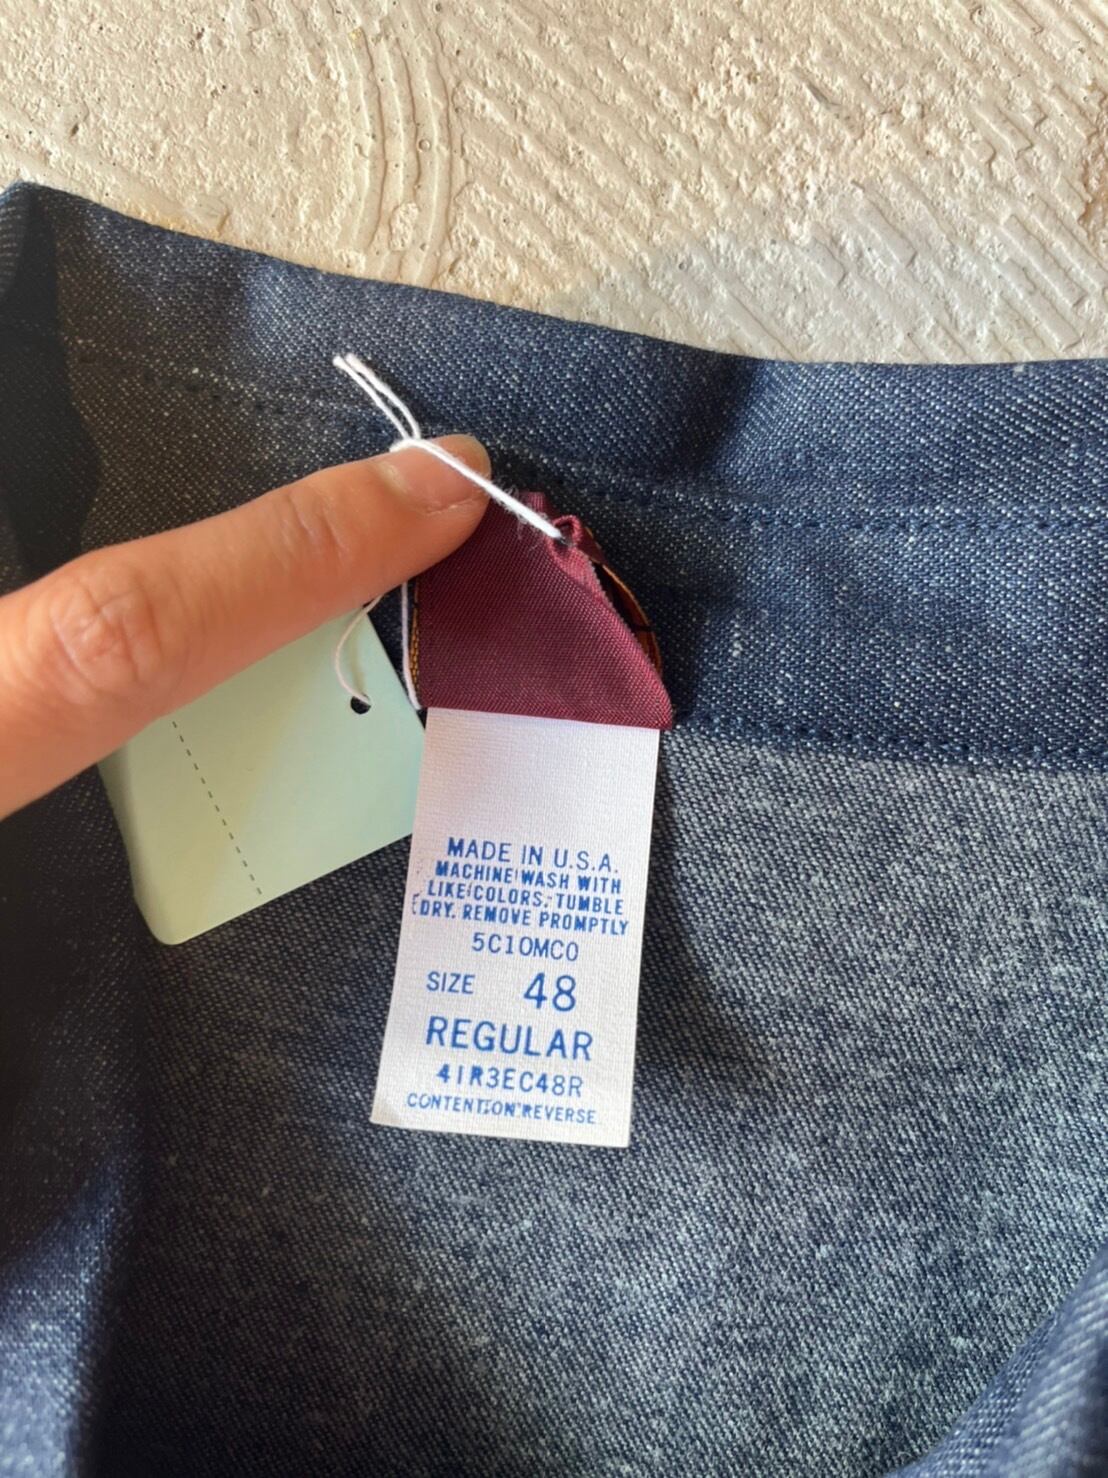 MADE IN U.S.A.
MACHINE WASH WITH
LIKE COLORS, TUMBLE
DRY. REMOVE PROMPTLY
5C10MC0
SIZE 48
REGULAR
41R3EC48R
CONTENTION REVERSE